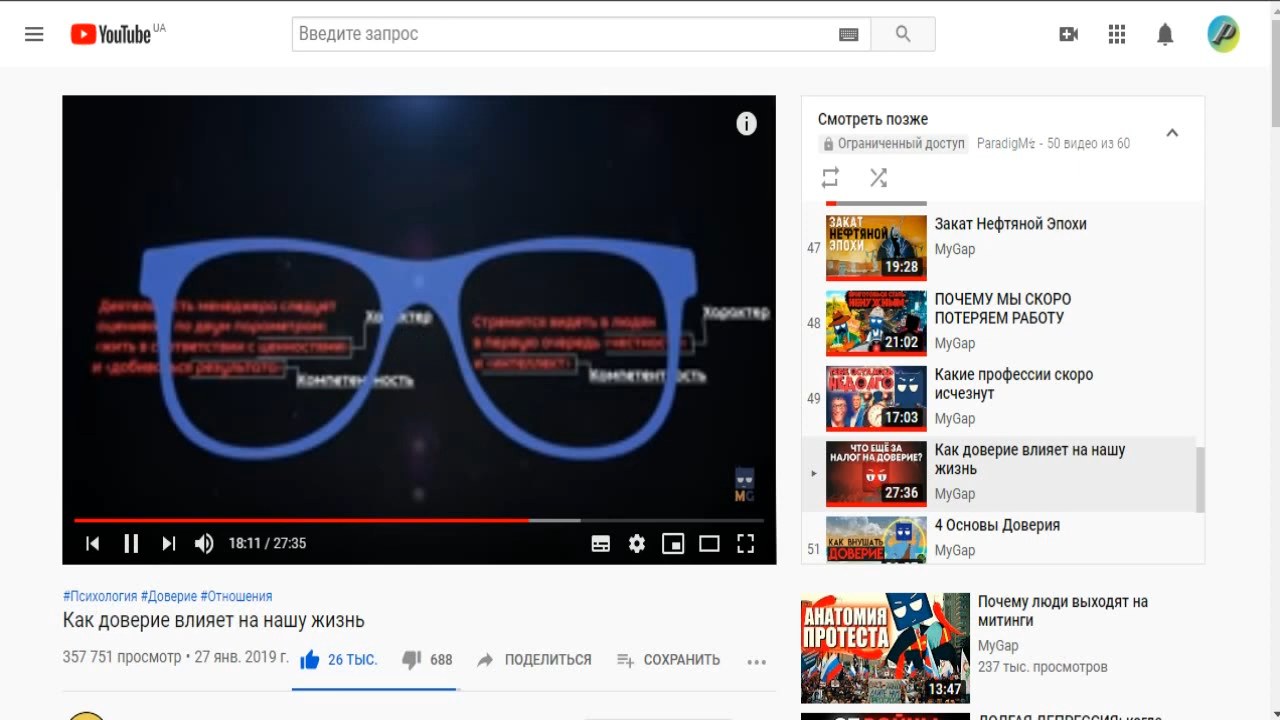 YouTube UA
Введите запрос
Деятельность менеджера следует
оценивать по двум параметрам:
жить в соответствии с ценностями
и добиваться результата
Характер
Компетентность
Стремится видеть в людях
в первую очередь «честность»
и «интеллект»
Характер
Компетентность
MG
18:11 / 27:35
#Психология #Доверие #Отношения
Как доверие влияет на нашу жизнь
357 751 просмотр • 27 янв. 2019 г.
26 ТЫС.
688
ПОДЕЛИТЬСЯ
СОХРАНИТЬ
Смотреть позже
Ограниченный доступ
ParadigM½ - 50 видео из 60
47
ЗАКАТ
НЕФТЯНОЙ
ЭПОХИ
19:28
Закат Нефтяной Эпохи
MyGap
48
21:02
ПОЧЕМУ МЫ СКОРО
ПОТЕРЯЕМ РАБОТУ
MyGap
49
НЕДОЛГО
17:03
Какие профессии скоро
исчезнут
MyGap
ЧТО ЕЩЁ ЗА
НАЛОГ НА ДОВЕРИЕ?
27:36
Как доверие влияет на нашу
жизнь
MyGap
51
КАК ВНУШАТЬ
ДОВЕРИЕ
4 Основы Доверия
MyGap
АНАТОМИЯ
ПРОТЕСТА
13:47
Почему люди выходят на
митинги
MyGap
237 тыс. просмотров